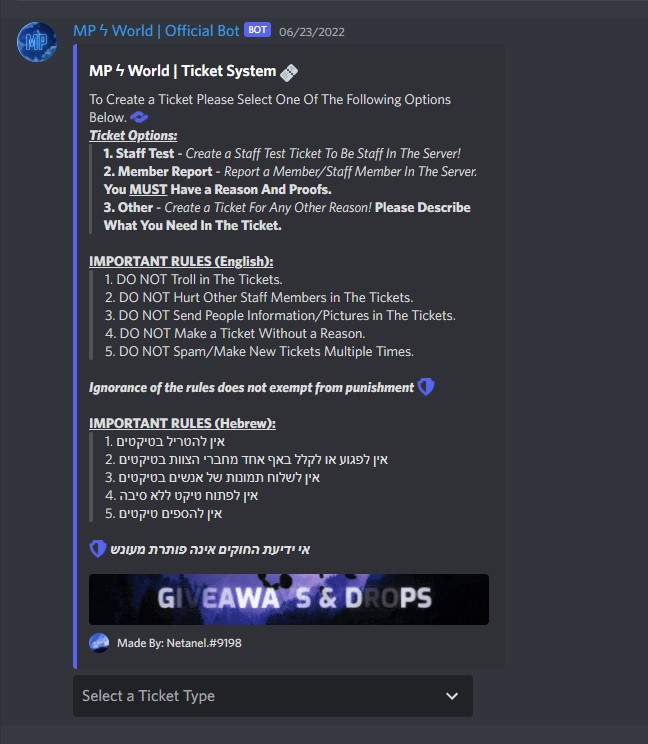 MP
MP ϟ World | Official Bot BOT 06/23/2022
MP ϟ World | Ticket System
To Create a Ticket Please Select One Of The Following Options
Below.
Ticket Options:
1. Staff Test - Create a Staff Test Ticket To Be Staff In The Server!
2. Member Report - Report a Member/Staff Member In The Server.
You MUST Have a Reason And Proofs.
3. Other - Create a Ticket For Any Other Reason! Please Describe
What You Need In The Ticket.
IMPORTANT RULES (English):
1. DO NOT Troll in The Tickets.
2. DO NOT Hurt Other Staff Members in The Tickets.
3. DO NOT Send People Information/Pictures in The Tickets.
4. DO NOT Make a Ticket Without a Reason.
5. DO NOT Spam/Make New Tickets Multiple Times.
Ignorance of the rules does not exempt from punishment
IMPORTANT RULES (Hebrew):
1. אין להטריל בטיקטים
2. אין לפגוע או לקלל באף אחד מחברי הצוות בטיקטים
3. אין לשלוח תמונות של אנשים בטיקטים
4. אין לפתוח טיקט ללא סיבה
5. אין להספים טיקטים
אי ידיעת החוקים אינה פותרת מעונש
GIVEAWA S & DROPS
Made By: Netanel.#9198
Select a Ticket Type